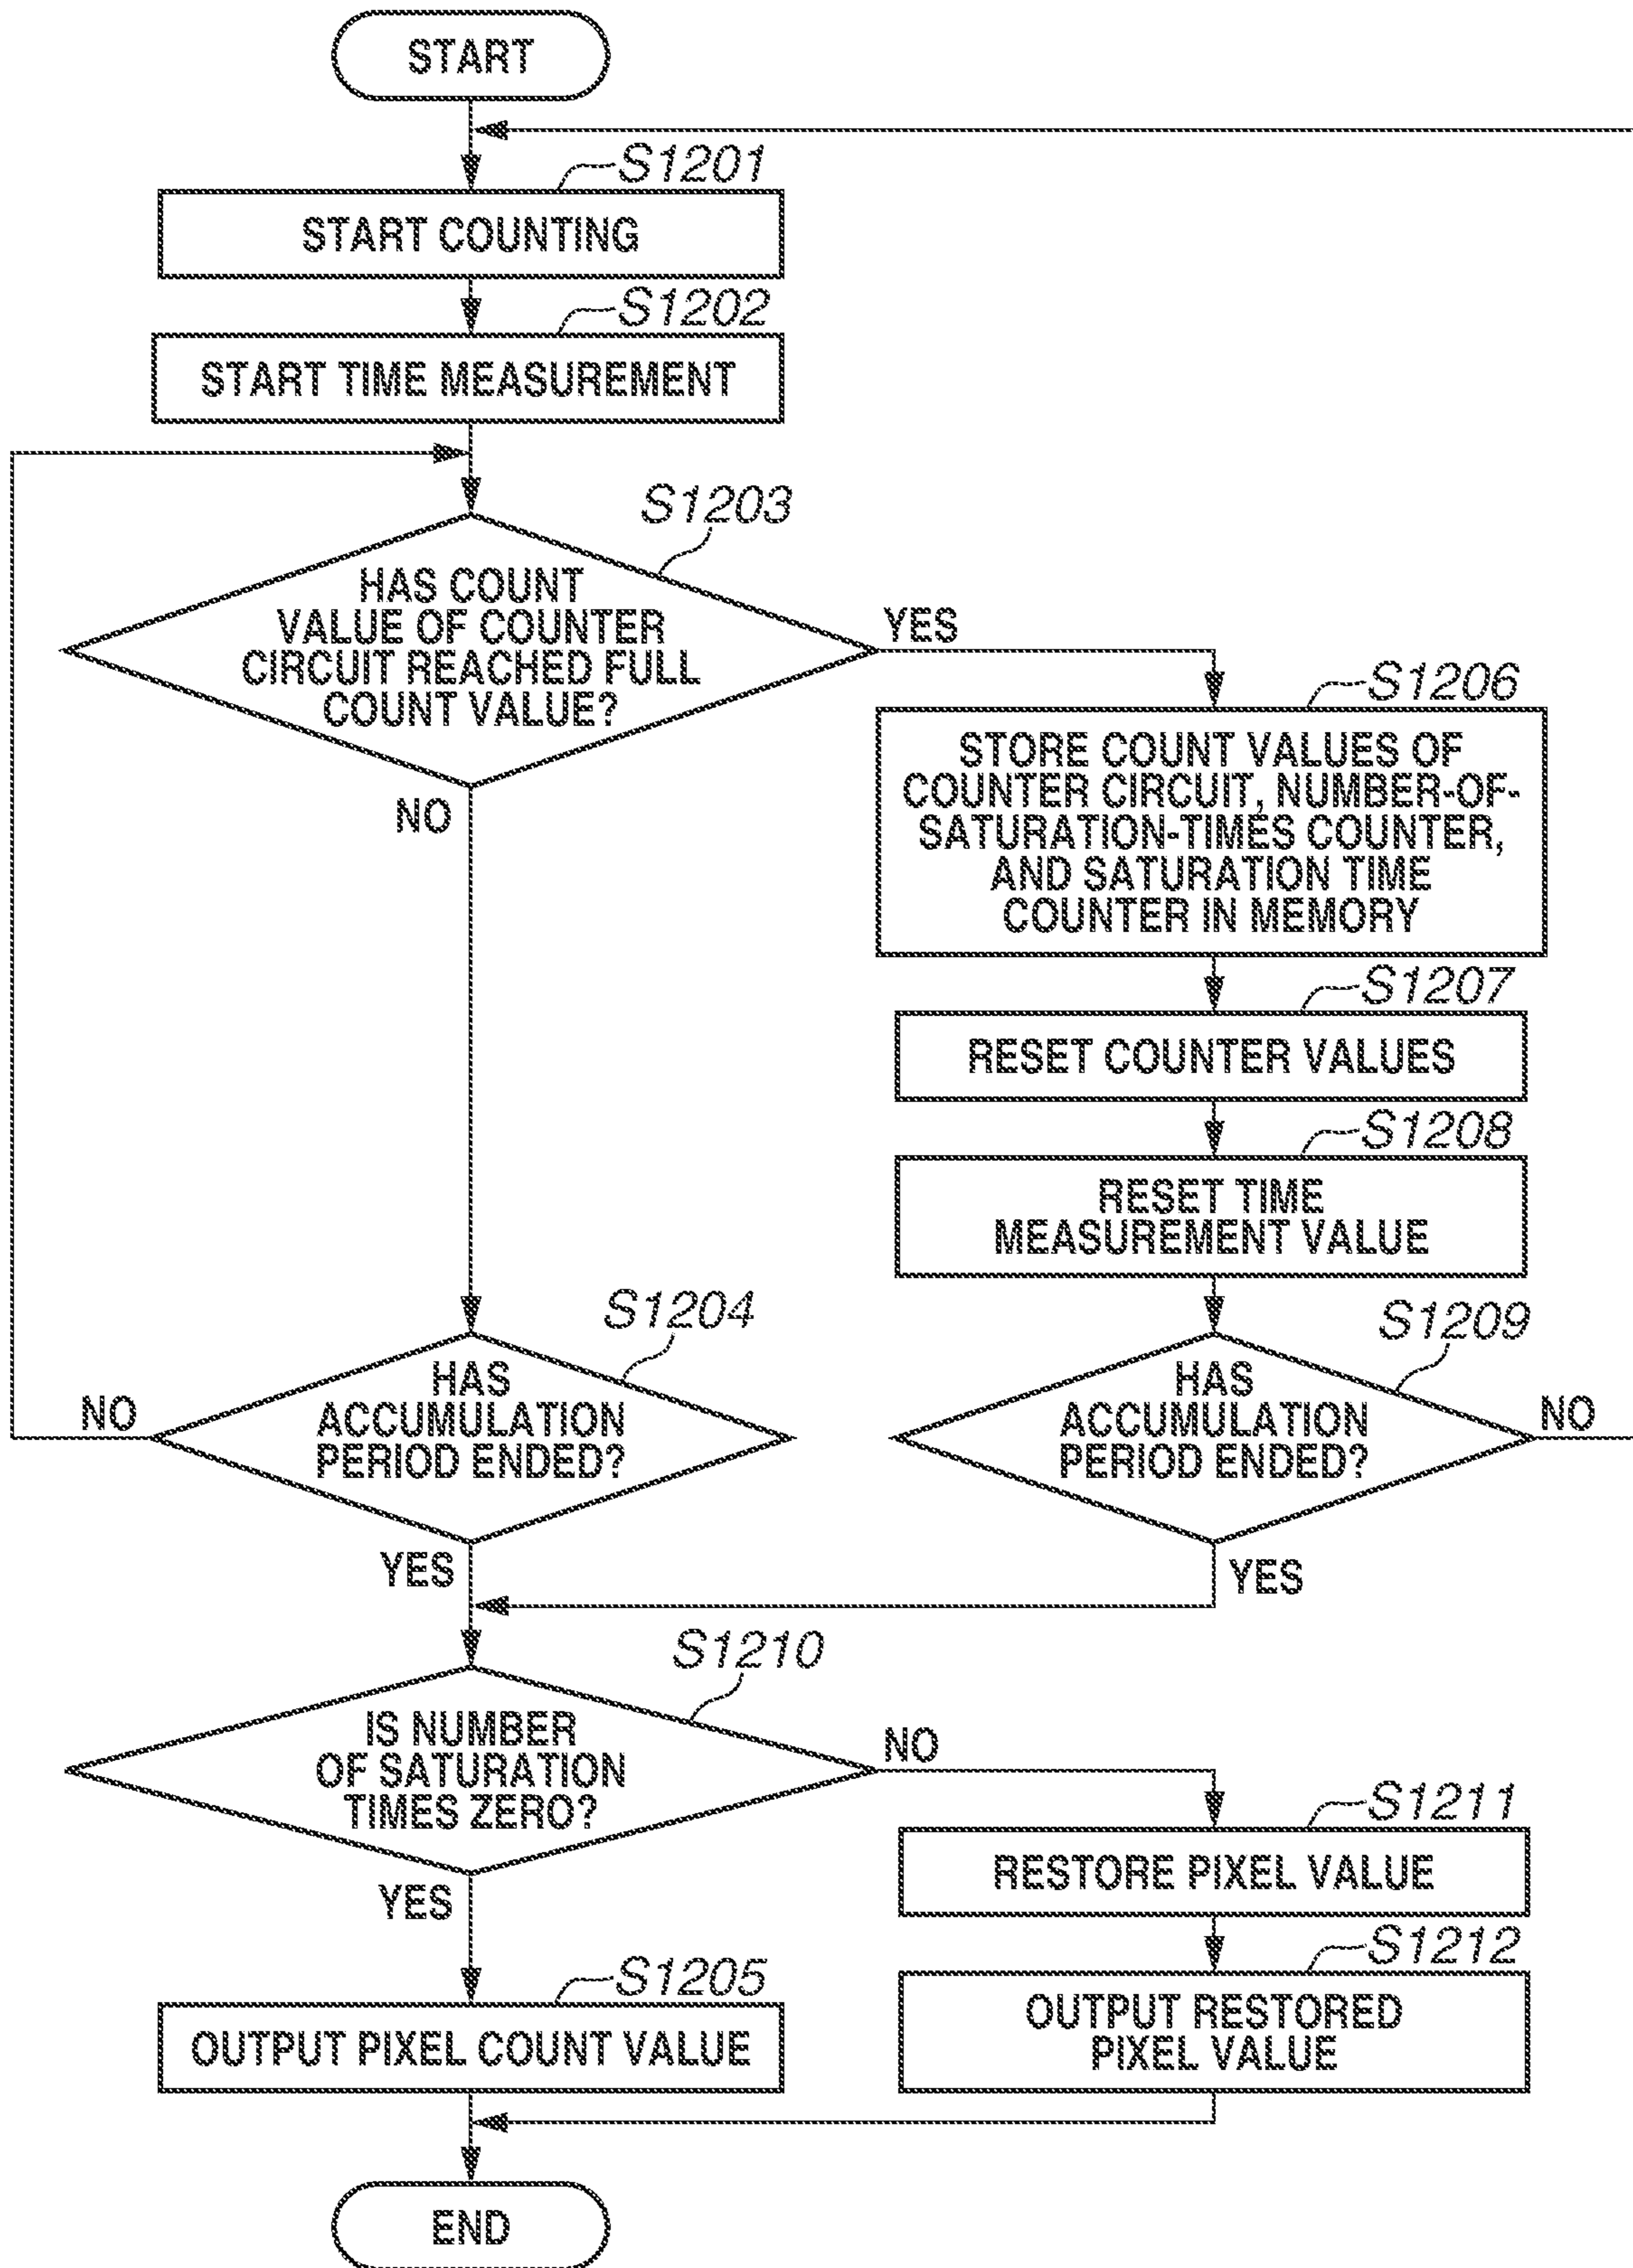 START
S1201
START COUNTING
S1202
START TIME MEASUREMENT
S1203
HAS COUNT
VALUE OF COUNTER
CIRCUIT REACHED FULL
COUNT VALUE?
YES
NO
S1206
STORE COUNT VALUES OF
COUNTER CIRCUIT, NUMBER-OF-
SATURATION-TIMES COUNTER,
AND SATURATION TIME
COUNTER IN MEMORY
S1207
RESET COUNTER VALUES
S1208
RESET TIME
MEASUREMENT VALUE
S1204
HAS
ACCUMULATION
PERIOD ENDED?
NO
YES
S1209
HAS
ACCUMULATION
PERIOD ENDED?
NO
YES
S1210
IS NUMBER
OF SATURATION
TIMES ZERO?
NO
YES
S1211
RESTORE PIXEL VALUE
S1212
OUTPUT RESTORED
PIXEL VALUE
S1205
OUTPUT PIXEL COUNT VALUE
END